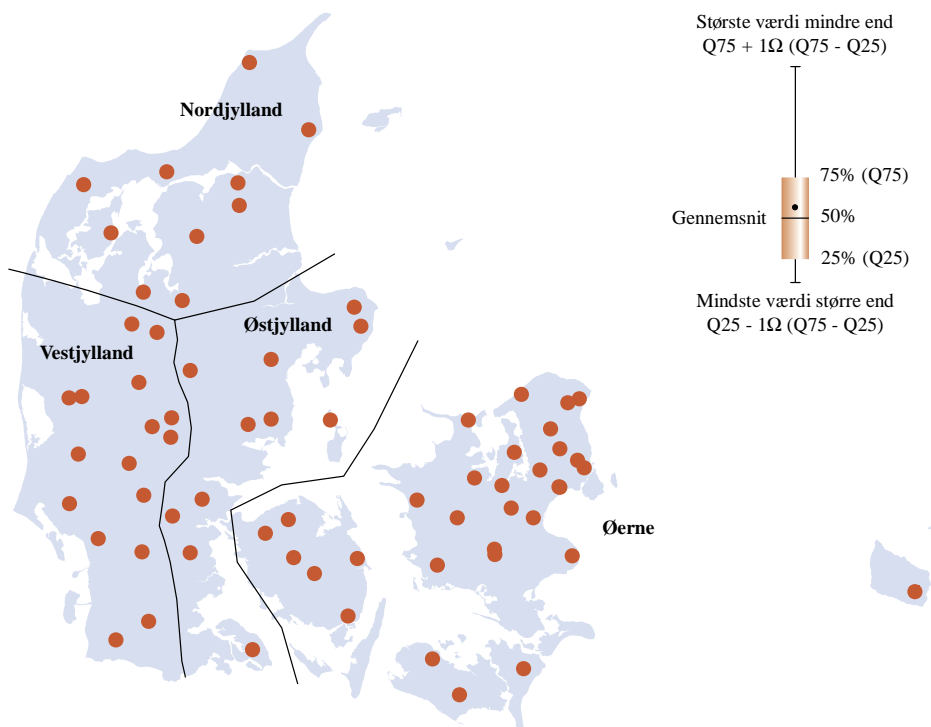 Største værdi mindre end
Q75 + 1Ω (Q75 - Q25)
Nordjylland
75% (Q75)
Gennemsnit
50%
25% (Q25)
Mindste værdi større end
Q25 - 1Ω (Q75 - Q25)
Østjylland
Vestjylland
Øerne